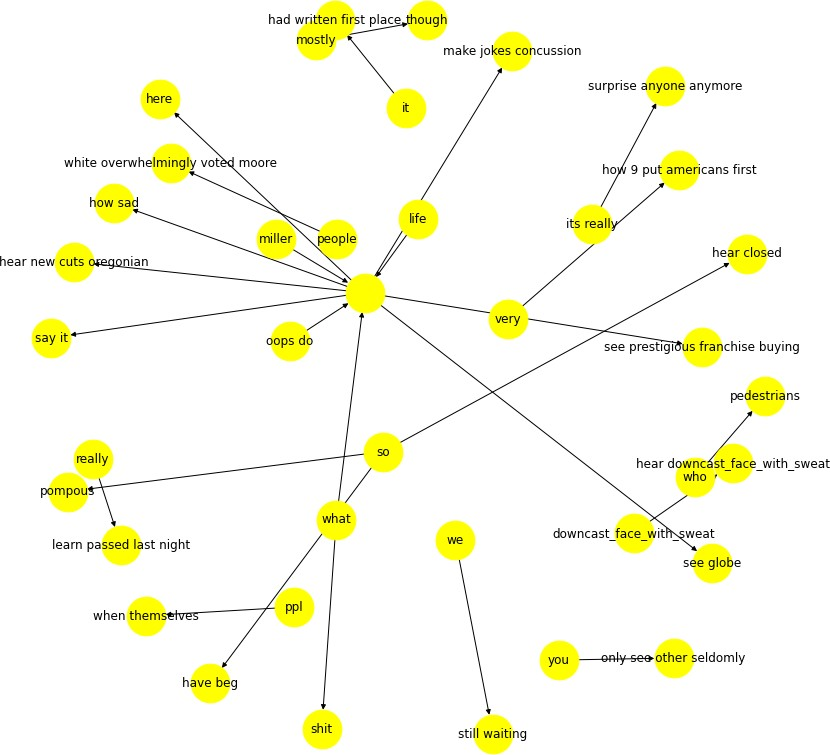 had written first place though
mostly
make jokes concussion
surprise anyone anymore
here
it
white overwhelmingly voted moore
how 9 put americans first
how sad
life
its really
miller
people
hear closed
hear new cuts oregonian
very
say it
oops do
see prestigious franchise buying
pedestrians
so
really
hear downcast_face_with_sweat
who
pompous
what
downcast_face_with_sweat
we
learn passed last night
see globe
ppl
when themselves
you
only see other seldomly
have beg
shit
still waiting